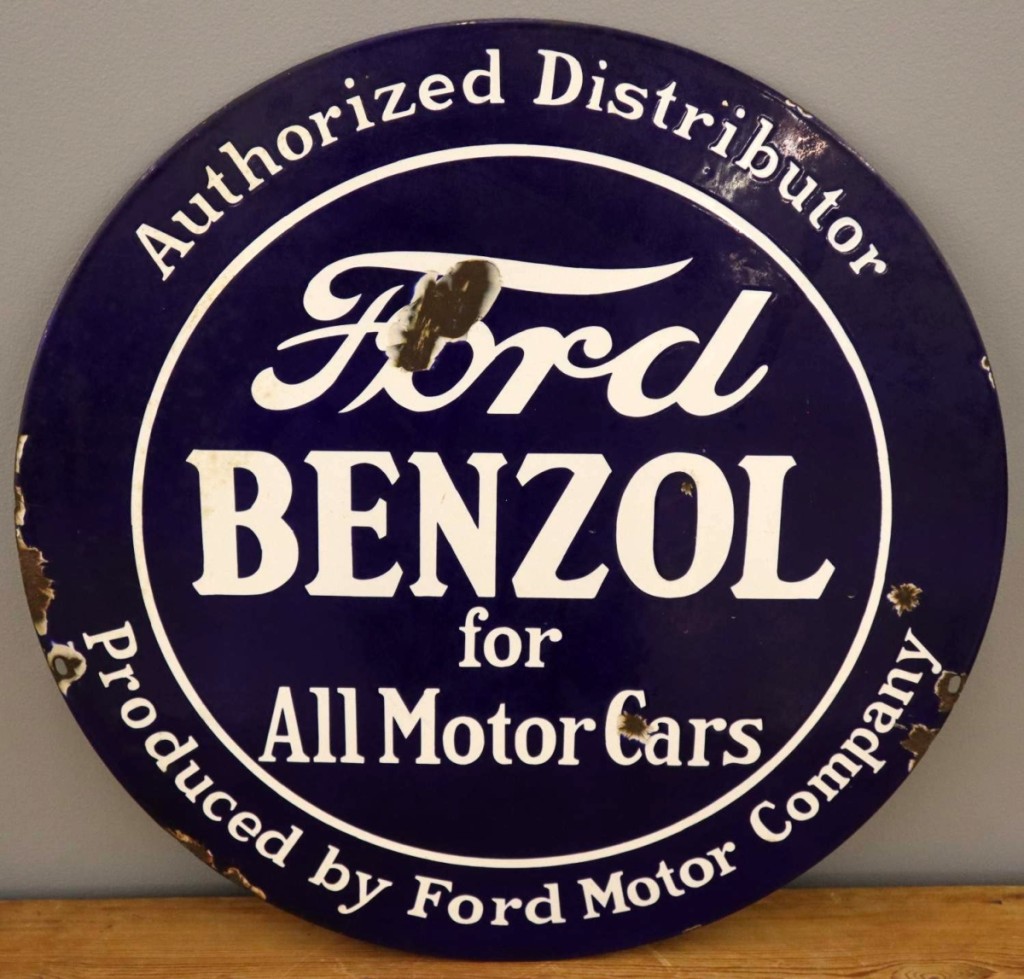 Authorized Distributor
Ford
BENZOL
for
All Motor Cars
Produced by Ford Motor Company